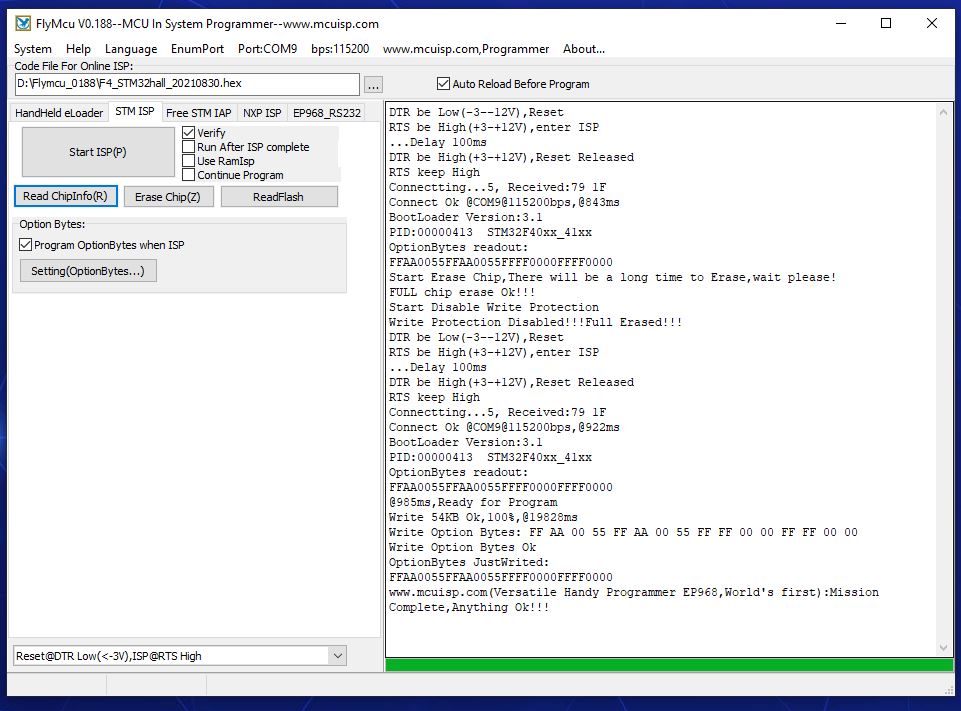 FlyMcu V0.188--MCU In System Programmer--www.mcuisp.com
System Help Language EnumPort Port:COM9 bps:115200 www.mcuisp.com,Programmer About...
Code File For Online ISP:
D:\Flymcu_0188\F4_STM32hall_20210830.hex
...
Auto Reload Before Program
HandHeld eLoader STM ISP Free STM IAP NXP ISP EP968_RS232
Start ISP(P)
Verify
Run After ISP complete
Use RamIsp
Continue Program
Read ChipInfo(R) Erase Chip(Z) ReadFlash
Option Bytes:
Program OptionBytes when ISP
Setting(OptionBytes...)
Reset@DTR Low(<-3V),ISP@RTS High
DTR be Low(-3--12V),Reset
RTS be High(+3-+12V),enter ISP
...Delay 100ms
DTR be High(+3-+12V),Reset Released
RTS keep High
Connectting...5, Received:79 1F
Connect Ok @COM9@115200bps,@843ms
BootLoader Version:3.1
PID:00000413 STM32F40xx_41xx
OptionBytes readout:
FFAA0055FFAA0055FFFF0000FFFF0000
Start Erase Chip,There will be a long time to Erase,wait please!
FULL chip erase Ok!!!
Start Disable Write Protection
Write Protection Disabled!!!Full Erased!!!
DTR be Low(-3--12V),Reset
RTS be High(+3-+12V),enter ISP
...Delay 100ms
DTR be High(+3-+12V),Reset Released
RTS keep High
Connectting...5, Received:79 1F
Connect Ok @COM9@115200bps,@922ms
BootLoader Version:3.1
PID:00000413 STM32F40xx_41xx
OptionBytes readout:
FFAA0055FFAA0055FFFF0000FFFF0000
@985ms,Ready for Program
Write 54KB Ok,100%,@19828ms
Write Option Bytes: FF AA 00 55 FF AA 00 55 FF FF 00 00 FF FF 00 00
Write Option Bytes Ok
OptionBytes JustWrited:
FFAA0055FFAA0055FFFF0000FFFF0000
www.mcuisp.com(Versatile Handy Programmer EP968,World's first):Mission
Complete,Anything Ok!!!